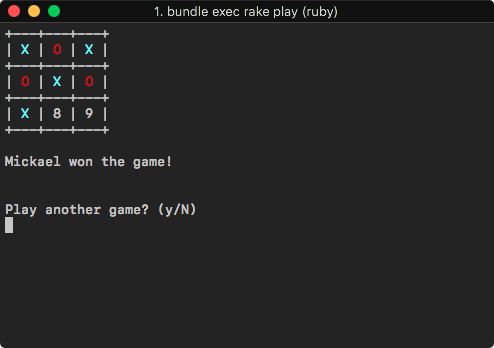 1. bundle exec rake play (ruby)
+---+---+---+
| X | O | X |
+---+---+---+
| O | X | O |
+---+---+---+
| X | 8 | 9 |
+---+---+---+
Mickael won the game!
Play another game? (y/N)